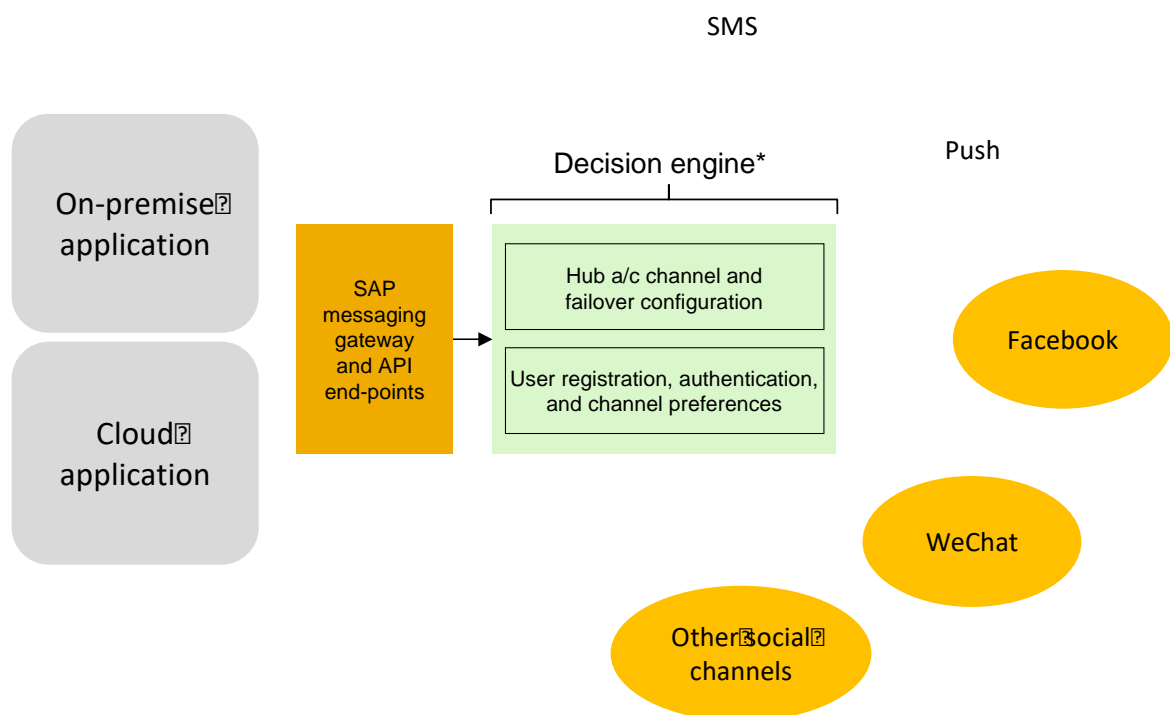 SMS
Push
Decision engine*
On-premise
application
Cloud
application
SAP
messaging
gateway
and API
end-points
Hub a/c channel and
failover configuration
User registration, authentication,
and channel preferences
Facebook
WeChat
Other social
channels